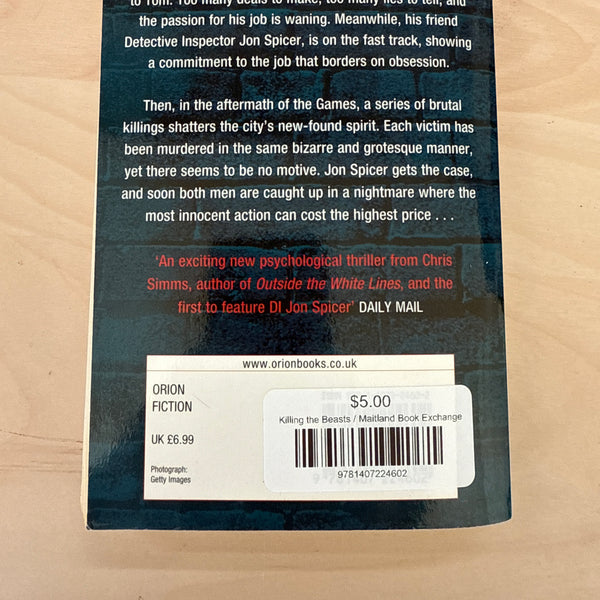 to Tom. Too many deals to make, too many lies to tell, and
the passion for his job is waning. Meanwhile, his friend
Detective Inspector Jon Spicer, is on the fast track, showing
a commitment to the job that borders on obsession.
Then, in the aftermath of the Games, a series of brutal
killings shatters the city's new-found spirit. Each victim has
been murdered in the same bizarre and grotesque manner,
yet there seems to be no motive. Jon Spicer gets the case,
and soon both men are caught up in a nightmare where the
most innocent action can cost the highest price . . .
'An exciting new psychological thriller from Chris
Simms, author of Outside the White Lines, and the
first to feature DI Jon Spicer' DAILY MAIL
www.orionbooks.co.uk
ORION
FICTION
UK £6.99
Photograph:
Getty Images
$5.00
Killing the Beasts / Maitland Book Exchange
9781407224602